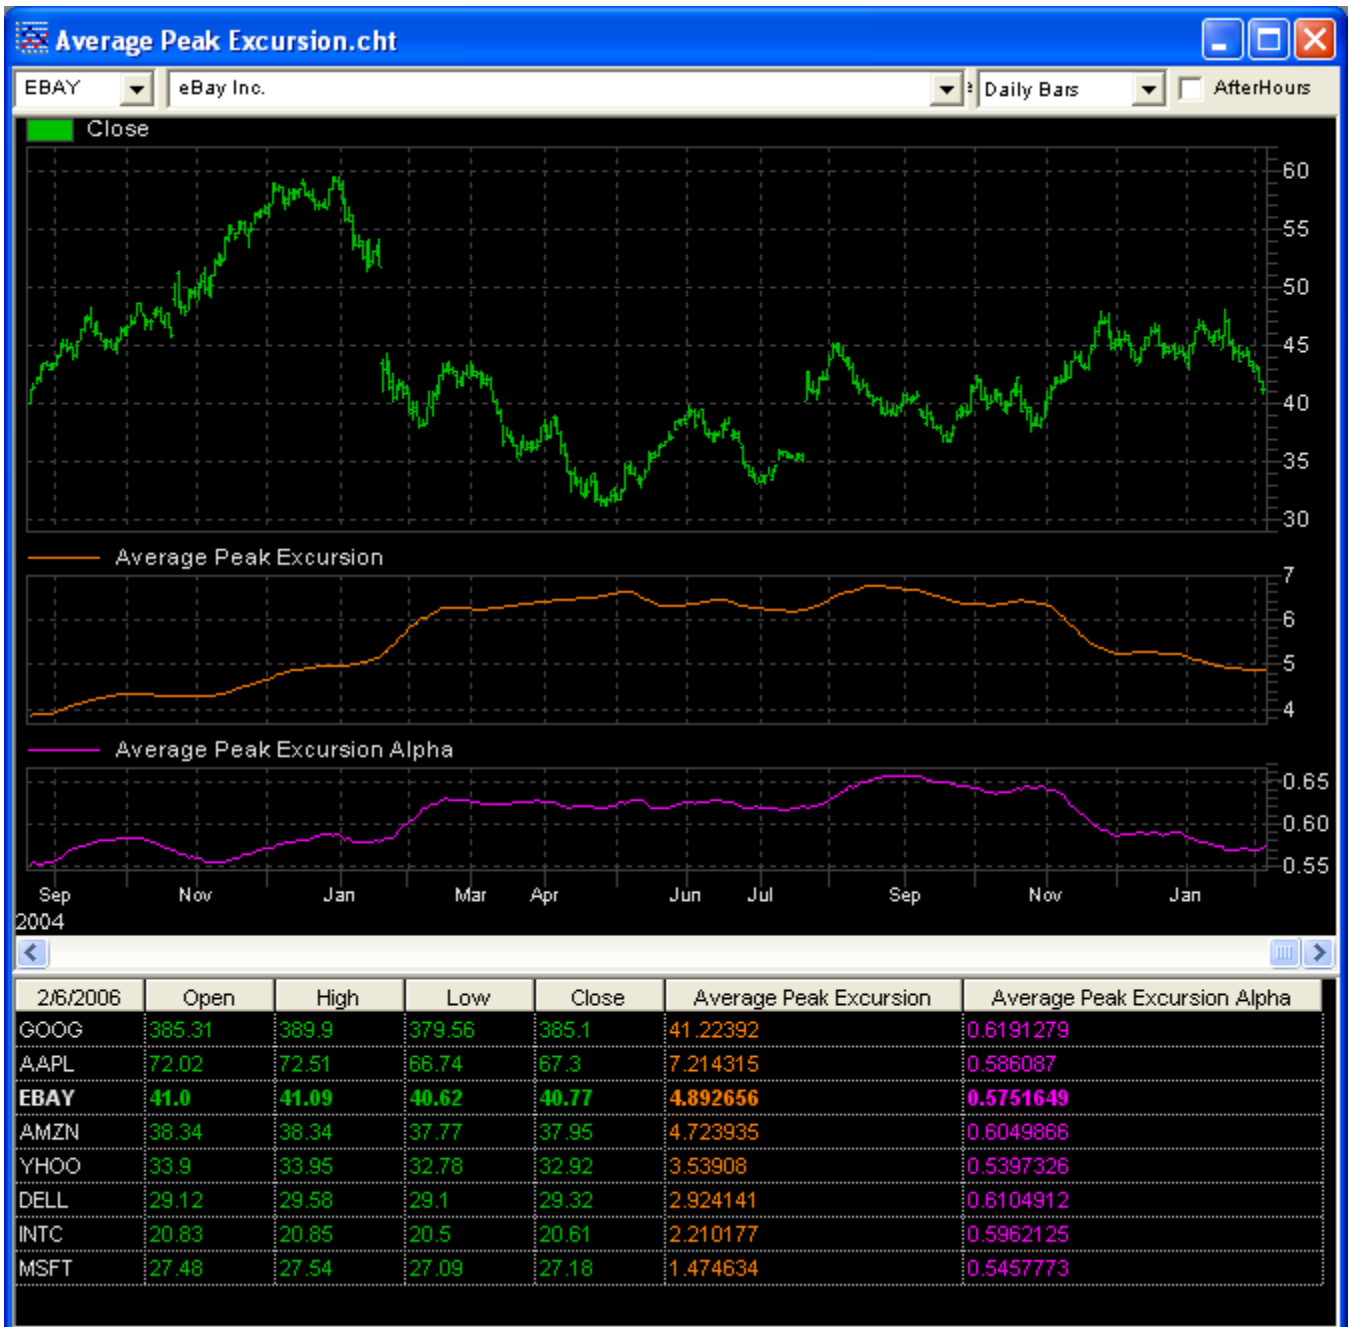 Average Peak Excursion.cht
EBAY eBay Inc. Daily Bars AfterHours
Close
60
55
50
45
40
35
30
Average Peak Excursion
7
6
5
4
Average Peak Excursion Alpha
0.65
0.60
0.55
Sep Nov Jan Mar Apr Jun Jul Sep Nov Jan
2004
2/6/2006 Open High Low Close Average Peak Excursion Average Peak Excursion Alpha
GOOG 385.31 389.9 379.56 385.1 41.22392 0.6191279
AAPL 72.02 72.51 66.74 67.3 7.214315 0.586087
EBAY 41.0 41.09 40.62 40.77 4.892656 0.5751649
AMZN 38.34 38.34 37.77 37.95 4.723935 0.6049866
YHOO 33.9 33.95 32.78 32.92 3.53908 0.5397326
DELL 29.12 29.58 29.1 29.32 2.924141 0.6104912
INTC 20.83 20.85 20.5 20.61 2.210177 0.5962125
MSFT 27.48 27.54 27.09 27.18 1.474634 0.5457773